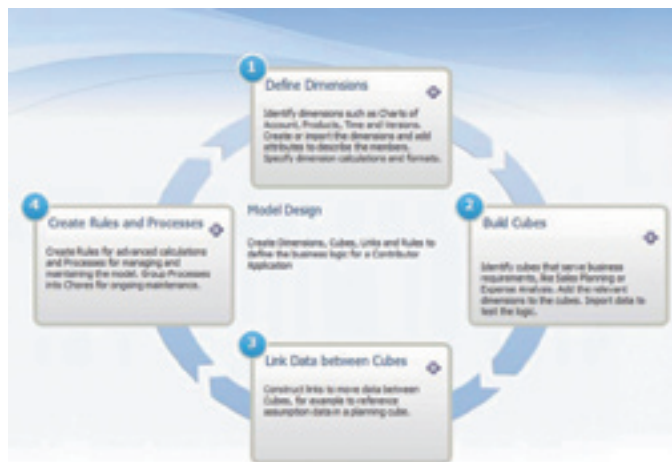 1
Define Dimensions
Identify dimensions such as Charts of
Account, Products, Time and Versions.
Create or import the dimensions and add
attributes to describe the members.
Specify dimension calculations and formats.
4
Create Rules and Processes
Create Rules for advanced calculations
and Processes for managing and
maintaining the model. Group Processes
into Chores for ongoing maintenance.
Model Design
Create Dimensions, Cubes, Links and Rules to
define the business logic for a Contributor
Application
2
Build Cubes
Identify cubes that serve business
requirements, like Sales Planning or
Expense Analysis. Add the relevant
dimensions to the cubes. Import data to
test the logic.
3
Link Data between Cubes
Construct links to move data between
Cubes, for example to reference
assumption data in a planning cube.